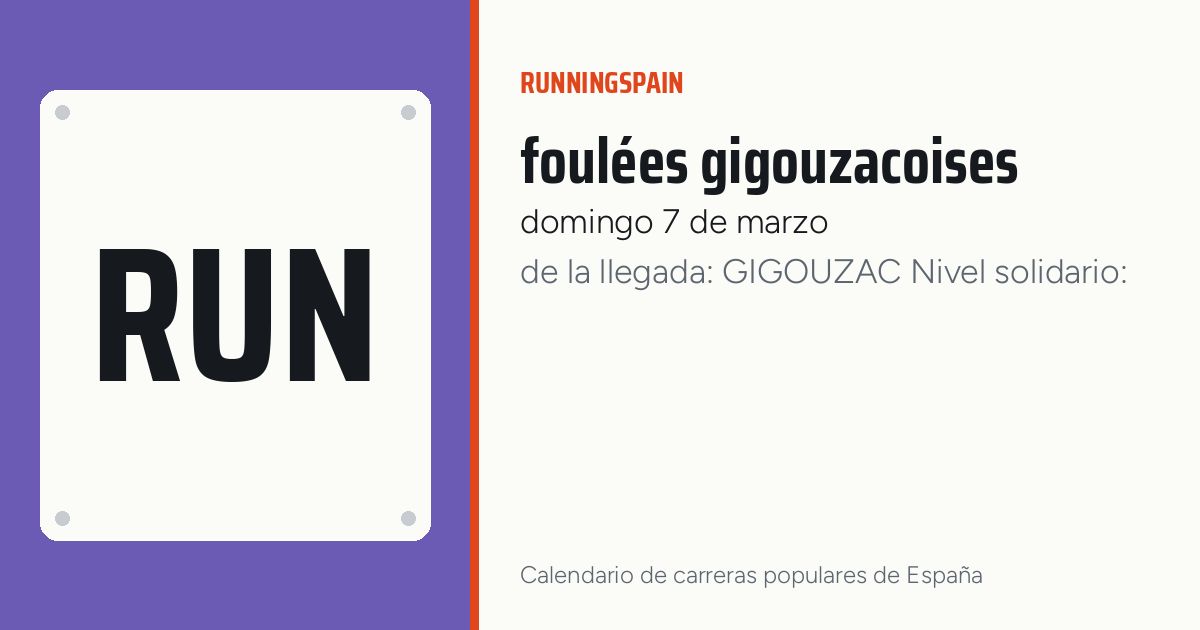 RUN
RUNNINGSPAIN
foulées gigouzacoises
domingo 7 de marzo
de la llegada: GIGOUZAC Nivel solidario:
Calendario de carreras populares de España